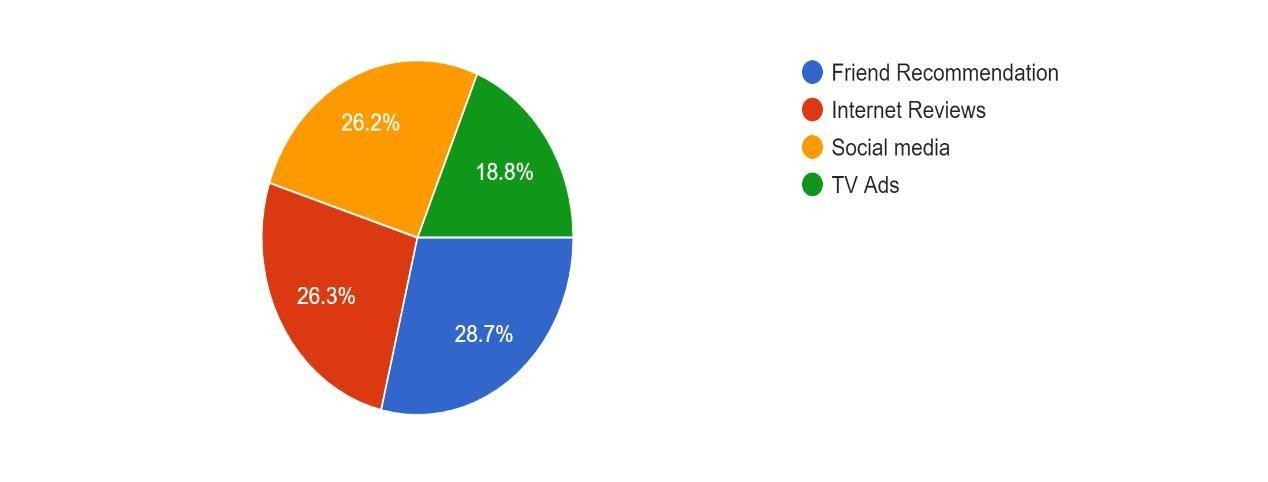 26.2%
18.8%
26.3%
28.7%
Friend Recommendation
Internet Reviews
Social media
TV Ads